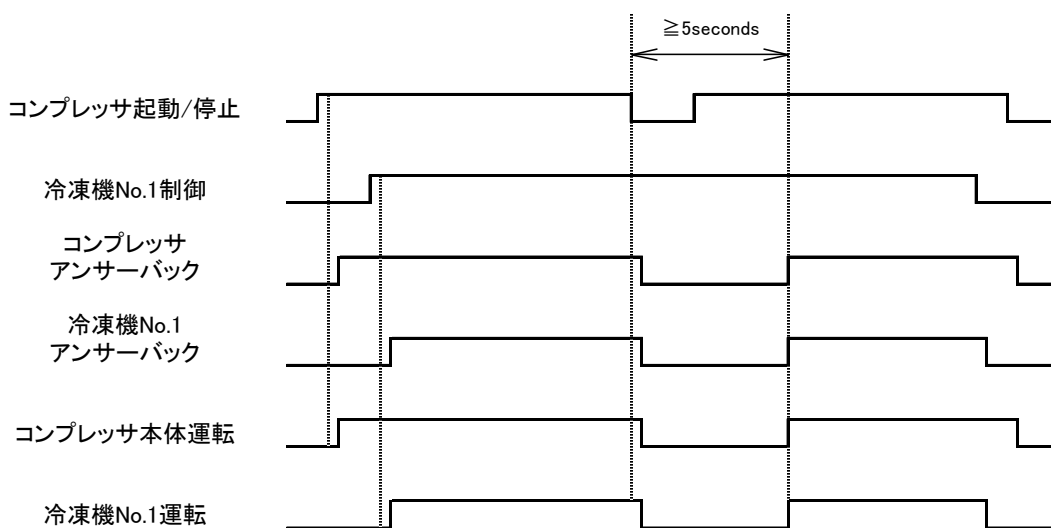 ≧5seconds
コンプレッサ起動/停止
冷凍機No.1制御
コンプレッサ
アンサーバック
冷凍機No.1
アンサーバック
コンプレッサ本体運転
冷凍機No.1運転